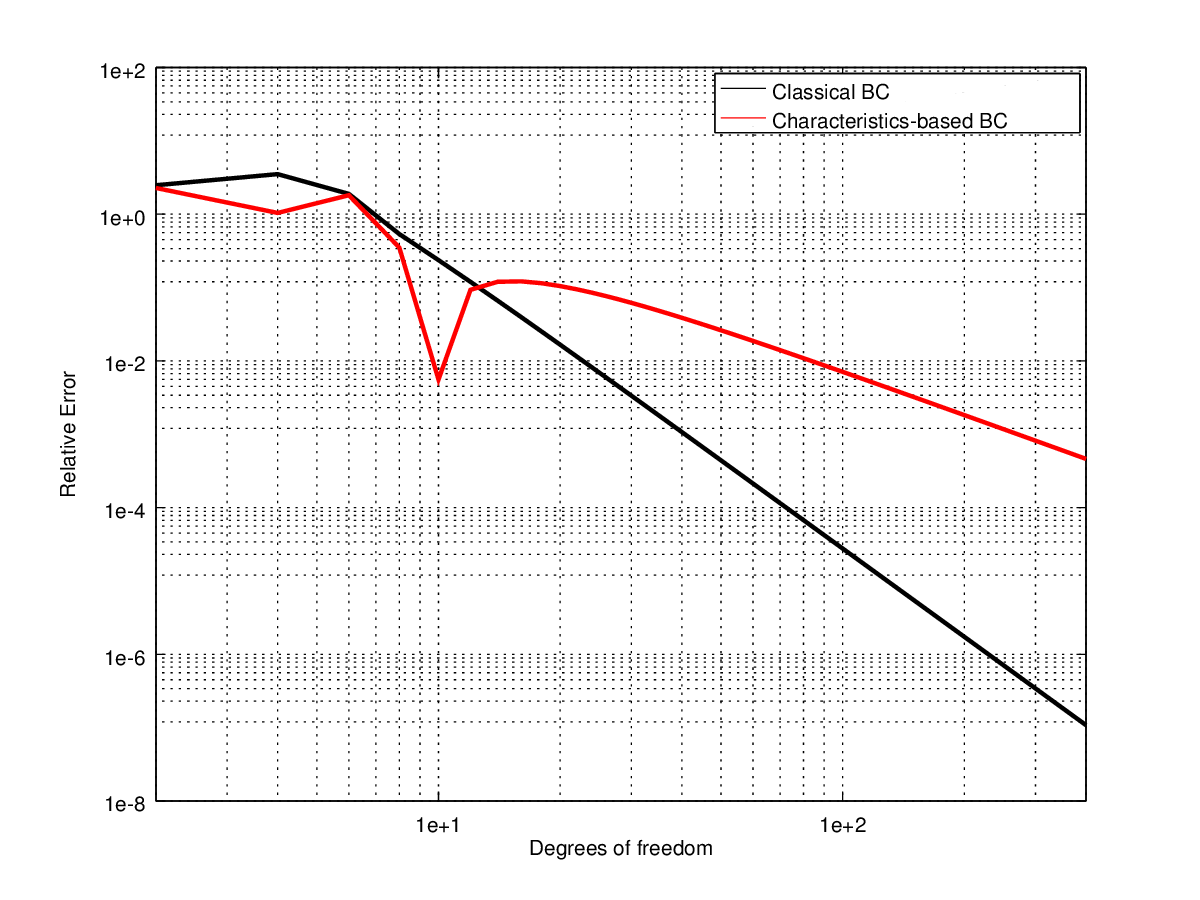 1e+2
Classical BC
Characteristics-based BC
1e+0
1e-2
Relative Error
1e-4
1e-6
1e-8
1e+1
1e+2
Degrees of freedom